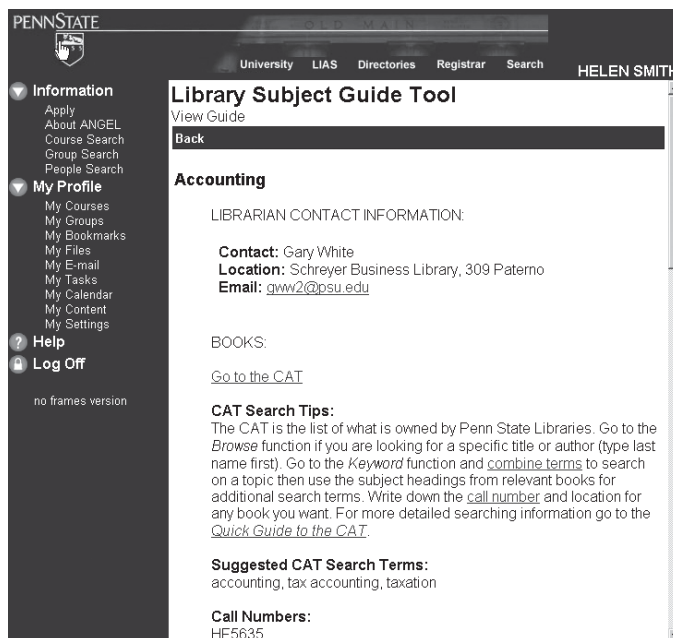 PENNSTATE
OLD MAIN
University LIAS Directories Registrar Search
HELEN SMITH
Information
Apply
About ANGEL
Course Search
Group Search
People Search
My Profile
My Courses
My Groups
My Bookmarks
My Files
My E-mail
My Tasks
My Calendar
My Content
My Settings
Help
Log Off
no frames version
Library Subject Guide Tool
View Guide
Back
Accounting
LIBRARIAN CONTACT INFORMATION:
Contact: Gary White
Location: Schreyer Business Library, 309 Paterno
Email: gww2@psu.edu
BOOKS:
Go to the CAT
CAT Search Tips:
The CAT is the list of what is owned by Penn State Libraries. Go to the
Browse function if you are looking for a specific title or author (type last
name first). Go to the Keyword function and combine terms to search
on a topic then use the subject headings from relevant books for
additional search terms. Write down the call number and location for
any book you want. For more detailed searching information go to the
Quick Guide to the CAT.
Suggested CAT Search Terms:
accounting, tax accounting, taxation
Call Numbers:
HF5635